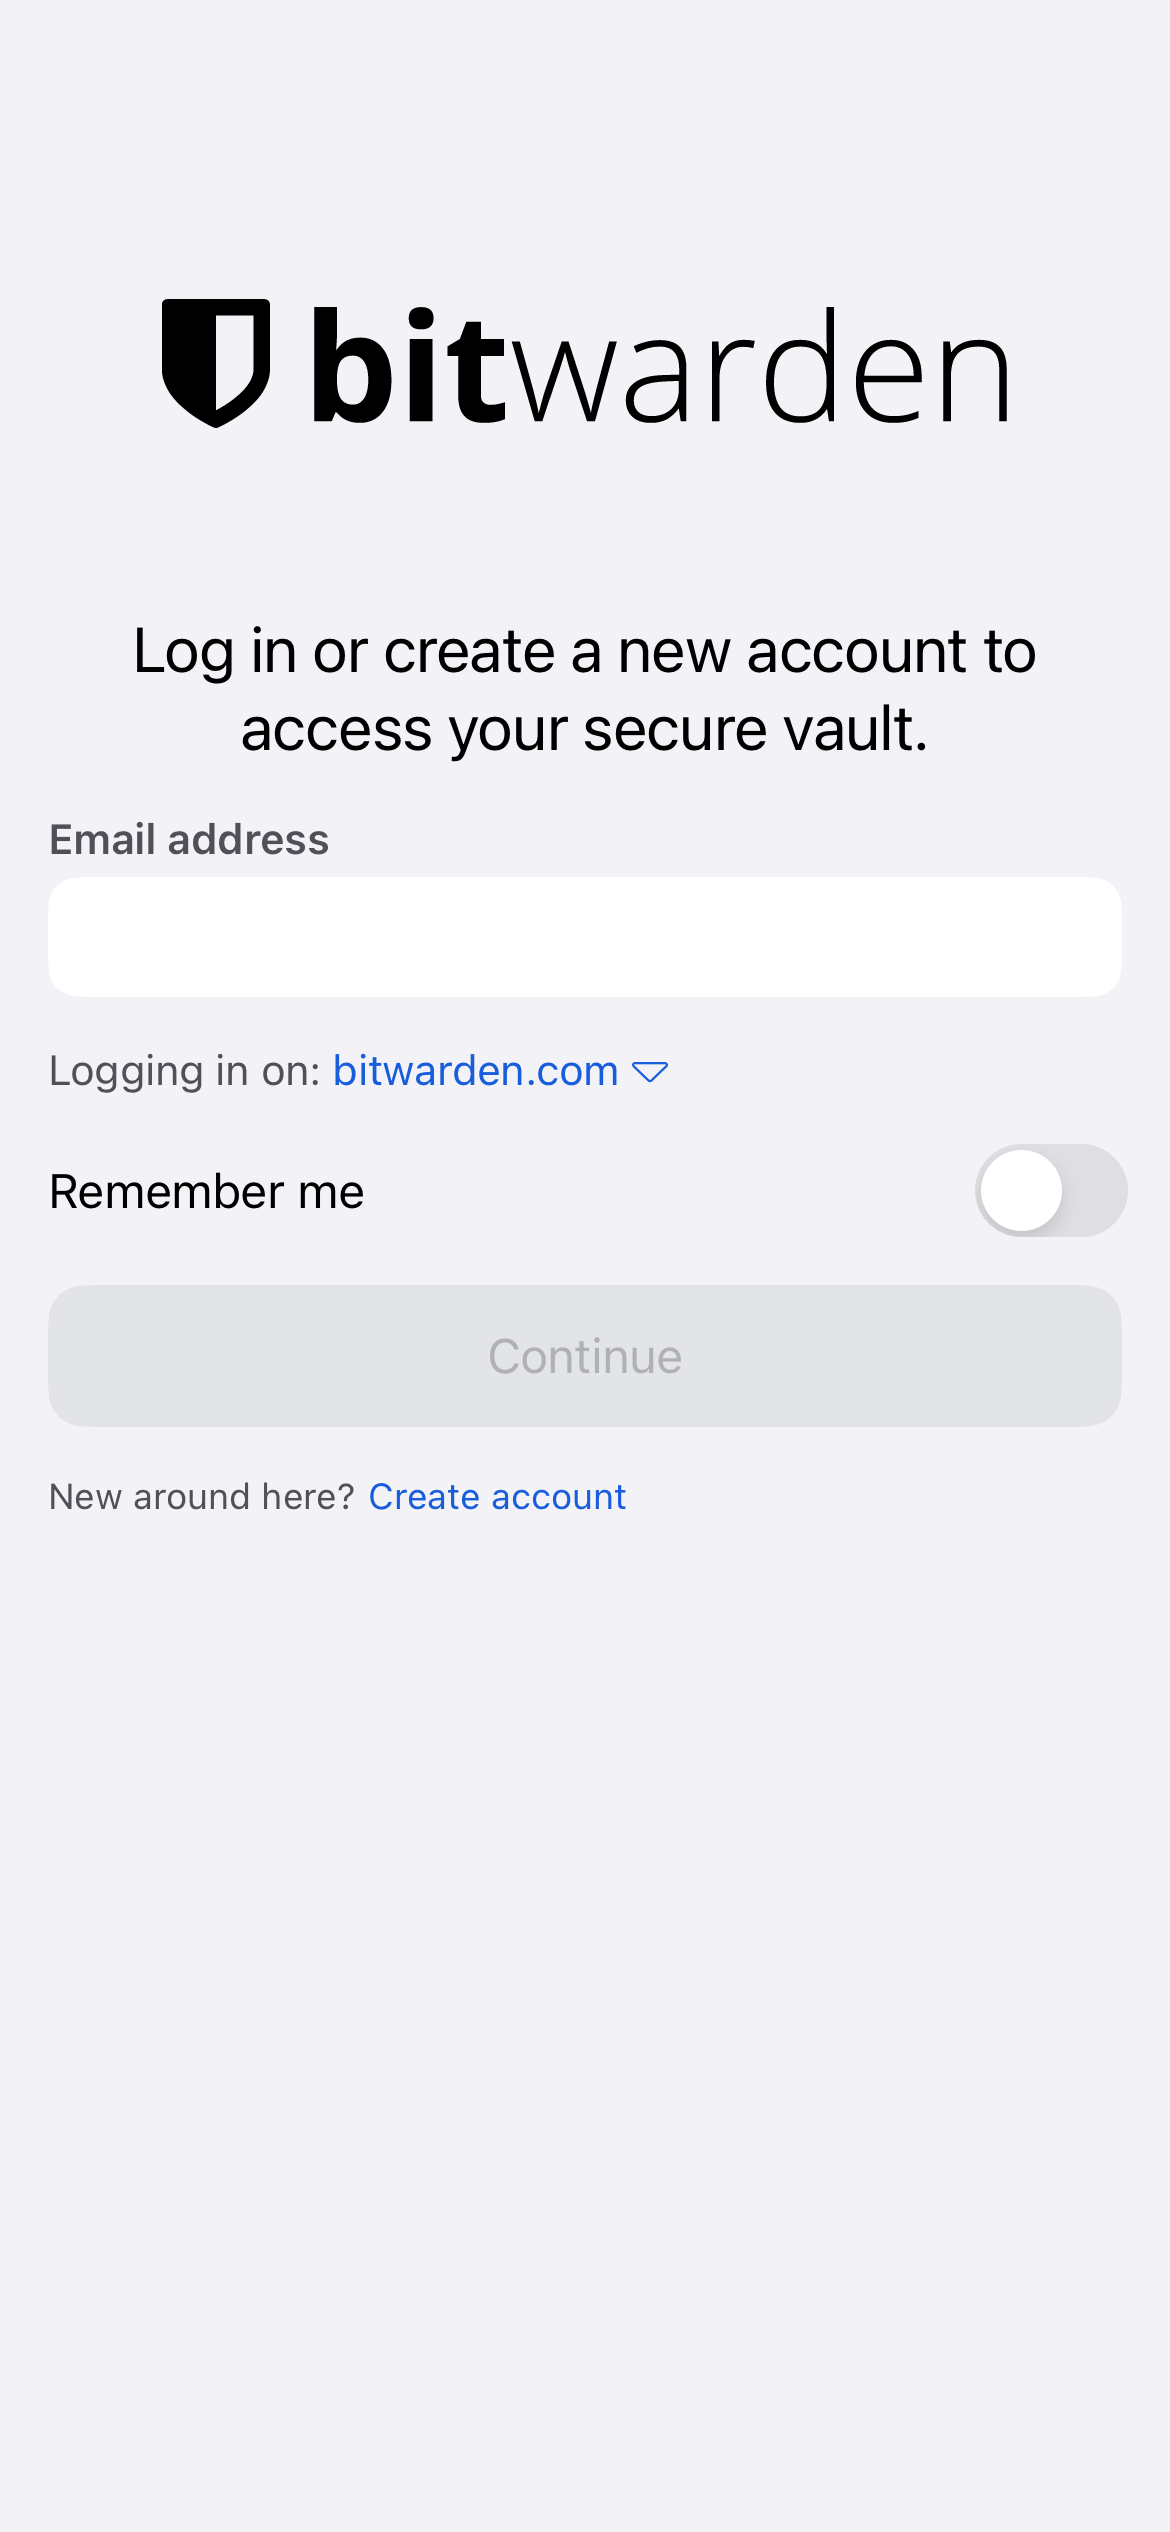 bitwarden
Log in or create a new account to
access your secure vault.
Email address
Logging in on: bitwarden.com
Remember me
Continue
New around here? Create account